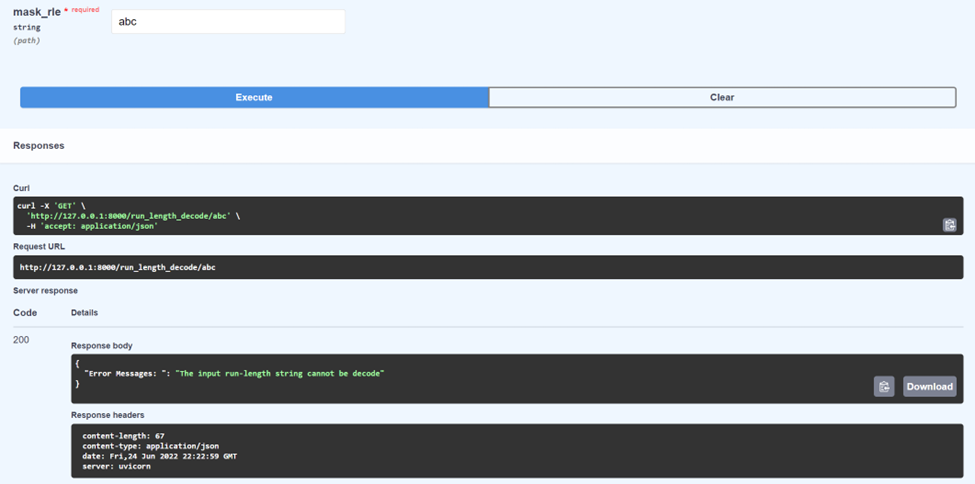 mask_rle * required
string
(path)
abc
Execute
Clear
Responses
Curl
curl -X 'GET' \
'http://127.0.0.1:8000/run_length_decode/abc' \
-H 'accept: application/json'
Request URL
http://127.0.0.1:8000/run_length_decode/abc
Server response
Code Details
200
Response body
{
"Error Messages: ": "The input run-length string cannot be decode"
}
Download
Response headers
content-length: 67
content-type: application/json
date: Fri,24 Jun 2022 22:22:59 GMT
server: uvicorn